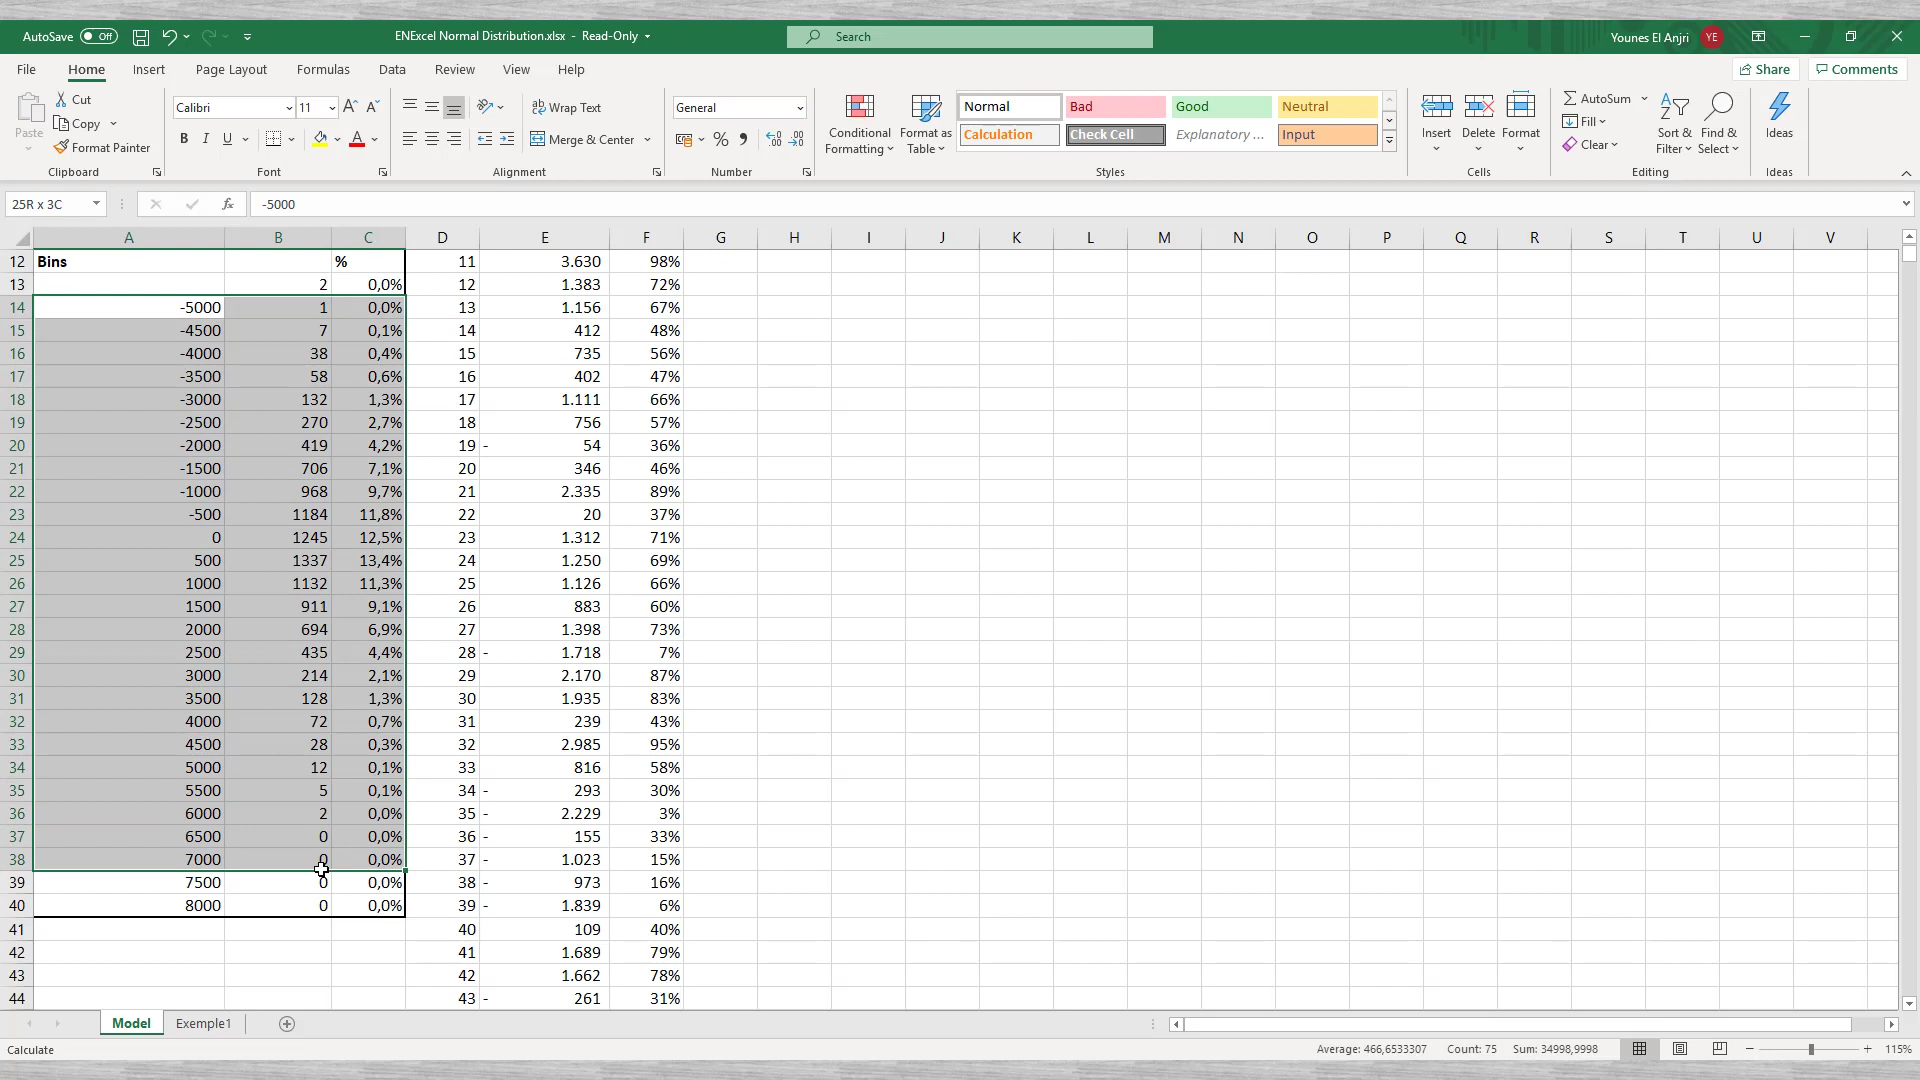 AutoSave Off ENExcel Normal Distribution.xlsx - Read-Only Search Younes El Anjri YE
File Home Insert Page Layout Formulas Data Review View Help Share Comments
Paste Cut Copy Format Painter Clipboard
Calibri 11 B I U A Font
Wrap Text Merge & Center Alignment
General % Number
Conditional Formatting Format as Table
Normal Bad Good Neutral
Calculation Check Cell Explanatory ... Input
Styles
Insert Delete Format Cells
AutoSum Fill Clear Sort & Filter Find & Select Editing
Ideas Ideas
25R x 3C fx -5000
A B C D E F G H I J K L M N O P Q R S T U V
12 Bins % 11 3.630 98%
13 2 0,0% 12 1.383 72%
14 -5000 1 0,0% 13 1.156 67%
15 -4500 7 0,1% 14 412 48%
16 -4000 38 0,4% 15 735 56%
17 -3500 58 0,6% 16 402 47%
18 -3000 132 1,3% 17 1.111 66%
19 -2500 270 2,7% 18 756 57%
20 -2000 419 4,2% 19 - 54 36%
21 -1500 706 7,1% 20 346 46%
22 -1000 968 9,7% 21 2.335 89%
23 -500 1184 11,8% 22 20 37%
24 0 1245 12,5% 23 1.312 71%
25 500 1337 13,4% 24 1.250 69%
26 1000 1132 11,3% 25 1.126 66%
27 1500 911 9,1% 26 883 60%
28 2000 694 6,9% 27 1.398 73%
29 2500 435 4,4% 28 - 1.718 7%
30 3000 214 2,1% 29 2.170 87%
31 3500 128 1,3% 30 1.935 83%
32 4000 72 0,7% 31 239 43%
33 4500 28 0,3% 32 2.985 95%
34 5000 12 0,1% 33 816 58%
35 5500 5 0,1% 34 - 293 30%
36 6000 2 0,0% 35 - 2.229 3%
37 6500 0 0,0% 36 - 155 33%
38 7000 0 0,0% 37 - 1.023 15%
39 7500 0 0,0% 38 - 973 16%
40 8000 0 0,0% 39 - 1.839 6%
41 40 109 40%
42 41 1.689 79%
43 42 1.662 78%
44 43 - 261 31%
Model Exemple1
Calculate Average: 466,6533307 Count: 75 Sum: 34998,9998 115%